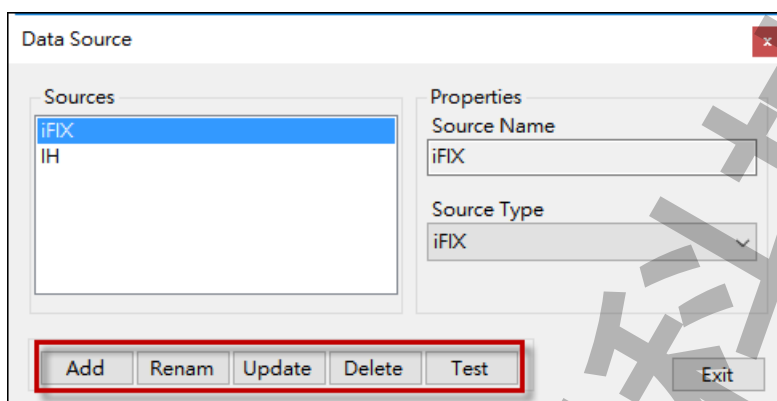 Data Source
x
Sources
iFIX
IH
Properties
Source Name
iFIX
Source Type
iFIX
Add Renam Update Delete Test
Exit